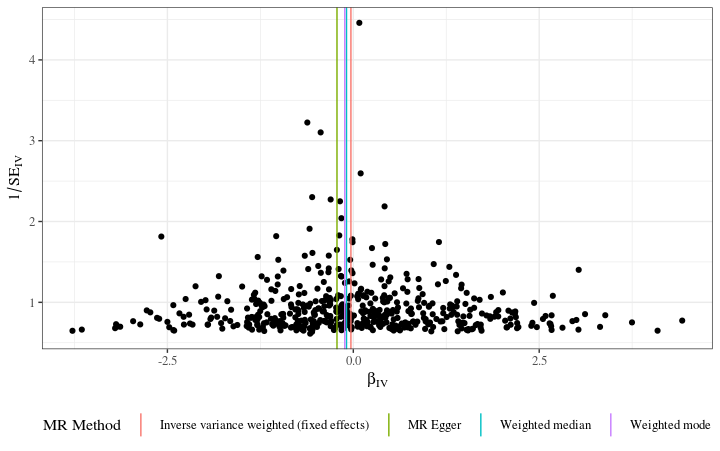 4
3
2
1
1/SE_IV
-2.5 0.0 2.5
β_IV
MR Method Inverse variance weighted (fixed effects) MR Egger Weighted median Weighted mode